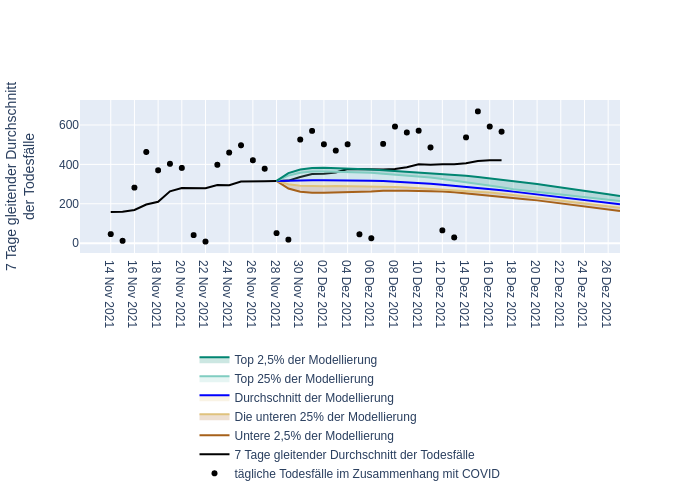 7 Tage gleitender Durchschnitt
der Todesfälle
600
400
200
0
14 Nov 2021
16 Nov 2021
18 Nov 2021
20 Nov 2021
22 Nov 2021
24 Nov 2021
26 Nov 2021
28 Nov 2021
30 Nov 2021
02 Dez 2021
04 Dez 2021
06 Dez 2021
08 Dez 2021
10 Dez 2021
12 Dez 2021
14 Dez 2021
16 Dez 2021
18 Dez 2021
20 Dez 2021
22 Dez 2021
24 Dez 2021
26 Dez 2021
Top 2,5% der Modellierung
Top 25% der Modellierung
Durchschnitt der Modellierung
Die unteren 25% der Modellierung
Untere 2,5% der Modellierung
7 Tage gleitender Durchschnitt der Todesfälle
tägliche Todesfälle im Zusammenhang mit COVID